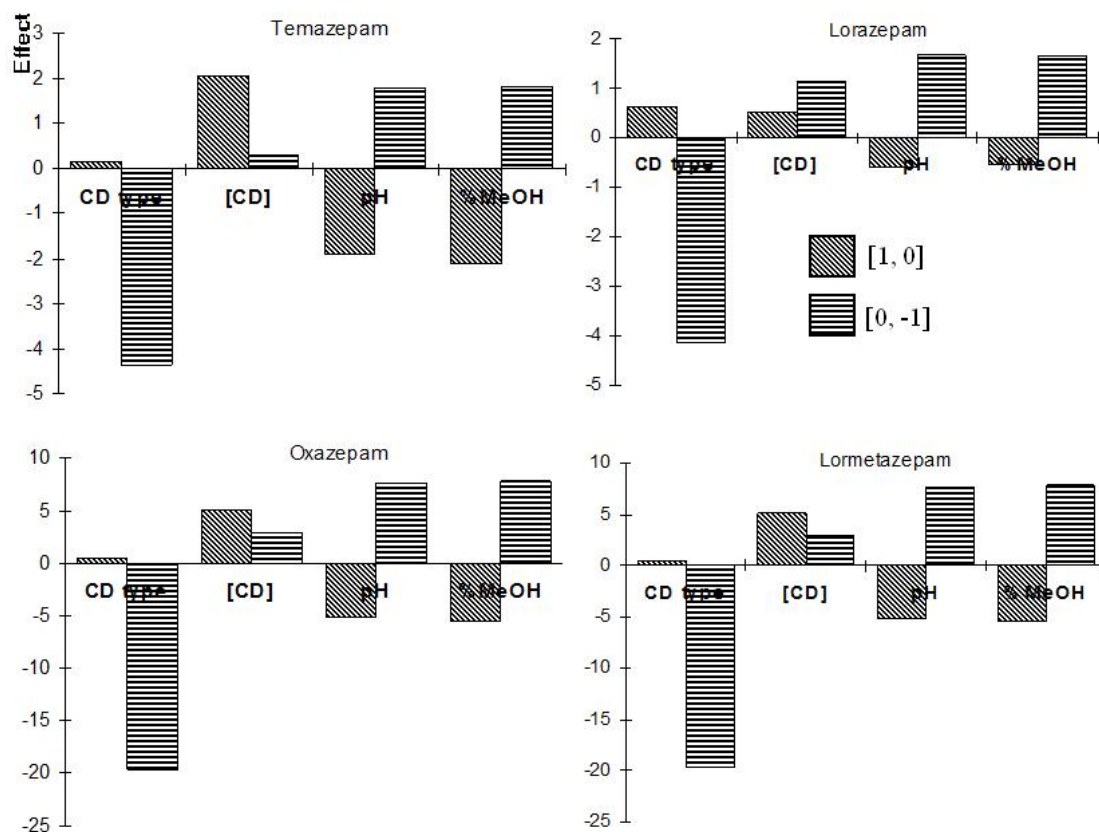 Effect
Temazepam
3
2
1
0
-1
-2
-3
-4
-5
CD type
[CD]
pH
%MeOH
Lorazepam
2
1
0
-1
-2
-3
-4
-5
CD type
[CD]
pH
%MeOH
[1, 0]
[0, -1]
Oxazepam
10
5
0
-5
-10
-15
-20
-25
CD type
[CD]
pH
%MeOH
Lormetazepam
10
5
0
-5
-10
-15
-20
-25
CD type
[CD]
pH
%MeOH